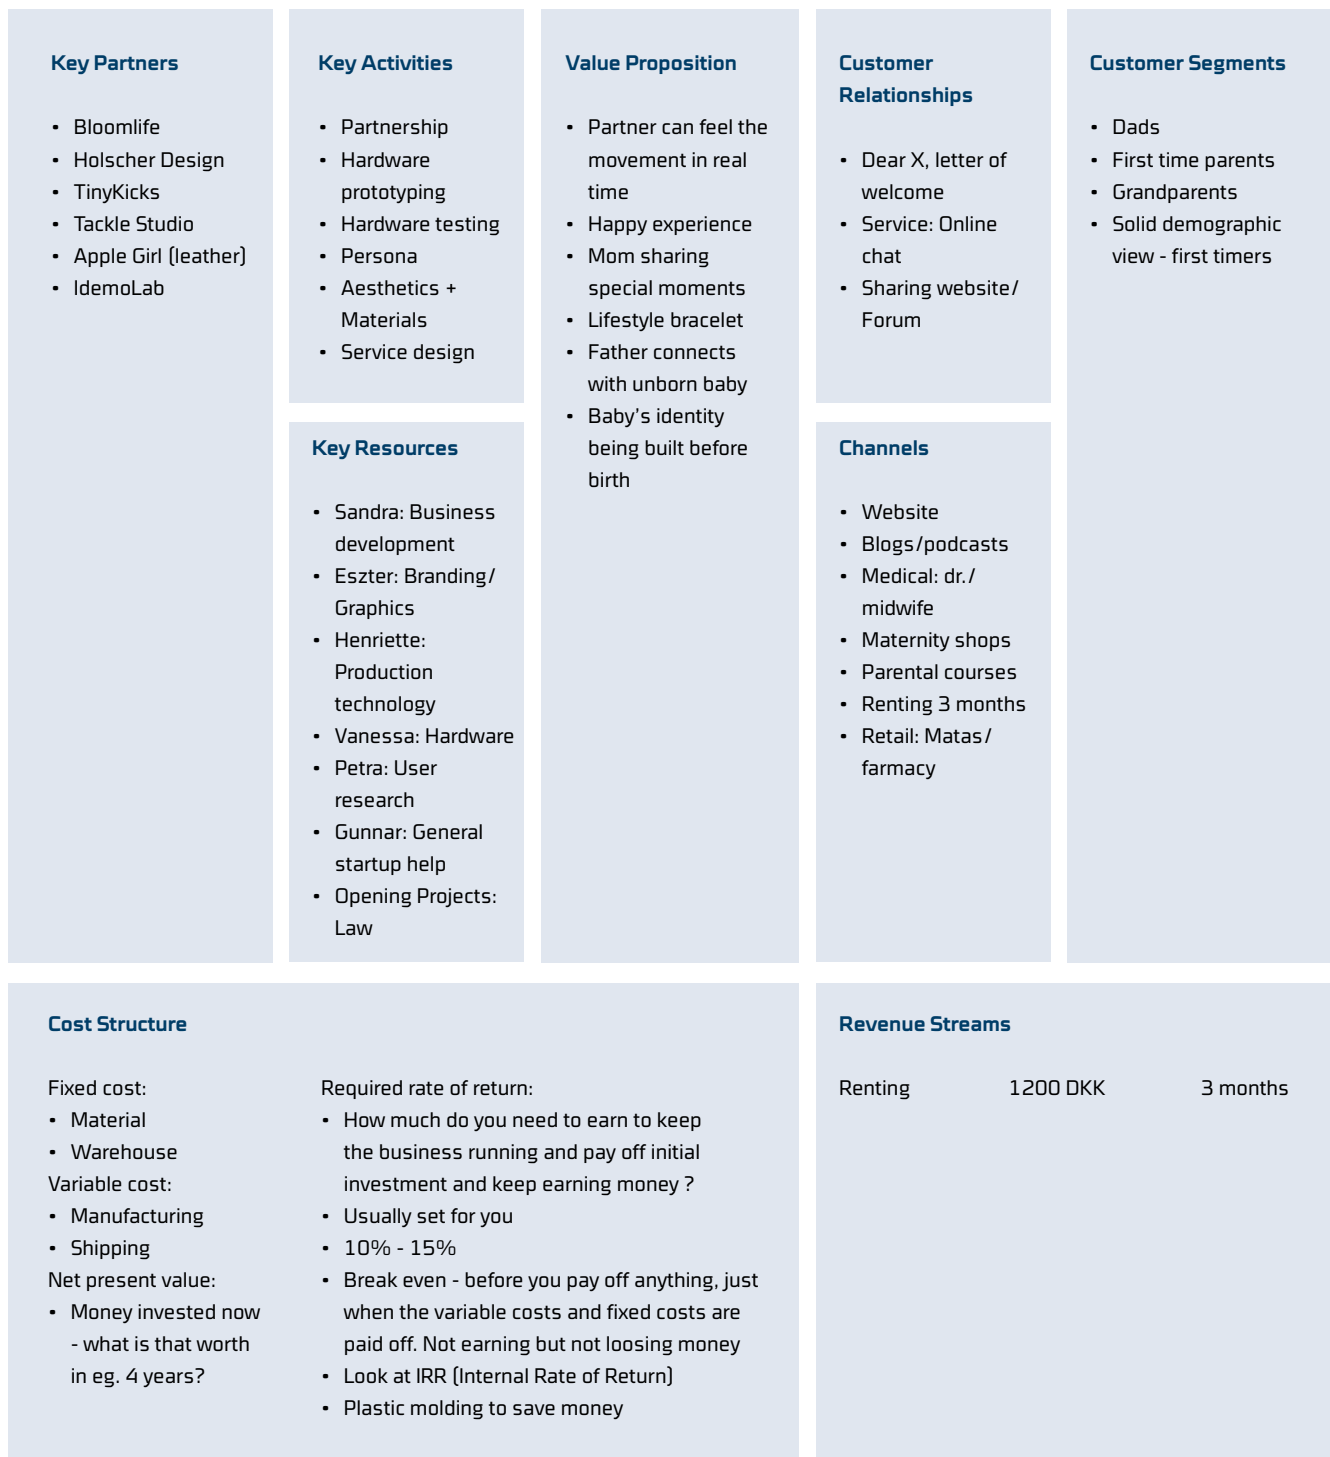 Key Partners
• Bloomlife
• Holscher Design
• TinyKicks
• Tackle Studio
• Apple Girl (leather)
• IdemoLab
Key Activities
• Partnership
• Hardware
prototyping
• Hardware testing
• Persona
• Aesthetics +
Materials
• Service design
Key Resources
• Sandra: Business
development
• Eszter: Branding/
Graphics
• Henriette:
Production
technology
• Vanessa: Hardware
• Petra: User
research
• Gunnar: General
startup help
• Opening Projects:
Law
Value Proposition
• Partner can feel the
movement in real
time
• Happy experience
• Mom sharing
special moments
• Lifestyle bracelet
• Father connects
with unborn baby
• Baby's identity
being built before
birth
Customer
Relationships
• Dear X, letter of
welcome
• Service: Online
chat
• Sharing website/
Forum
Channels
• Website
• Blogs/podcasts
• Medical: dr./
midwife
• Maternity shops
• Parental courses
• Renting 3 months
• Retail: Matas/
farmacy
Customer Segments
• Dads
• First time parents
• Grandparents
• Solid demographic
view - first timers
Cost Structure
Fixed cost:
• Material
• Warehouse
Variable cost:
• Manufacturing
• Shipping
Net present value:
• Money invested now
- what is that worth
in eg. 4 years?
Required rate of return:
• How much do you need to earn to keep
the business running and pay off initial
investment and keep earning money ?
• Usually set for you
• 10% - 15%
• Break even - before you pay off anything, just
when the variable costs and fixed costs are
paid off. Not earning but not loosing money
• Look at IRR (Internal Rate of Return)
• Plastic molding to save money
Revenue Streams
Renting 1200 DKK 3 months